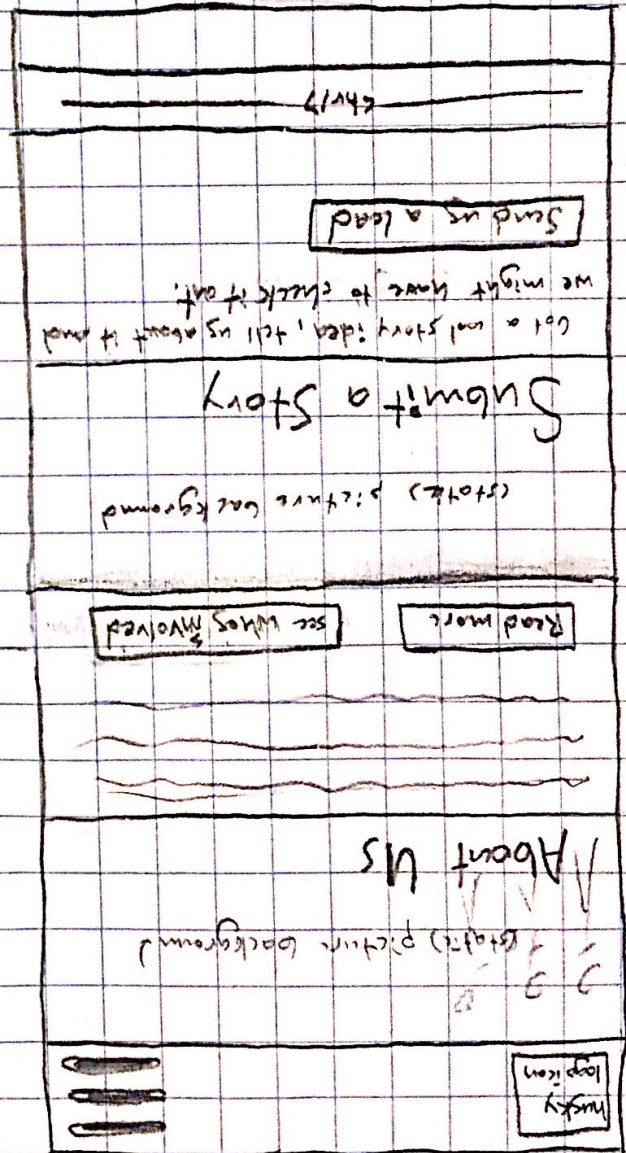 husky
logo icon
(static) picture background
About Us
Read more
see who's involved
(static) picture background
Submit a Story
Got a cool story idea, tell us about it and
we might have to check it out.
Send us a lead